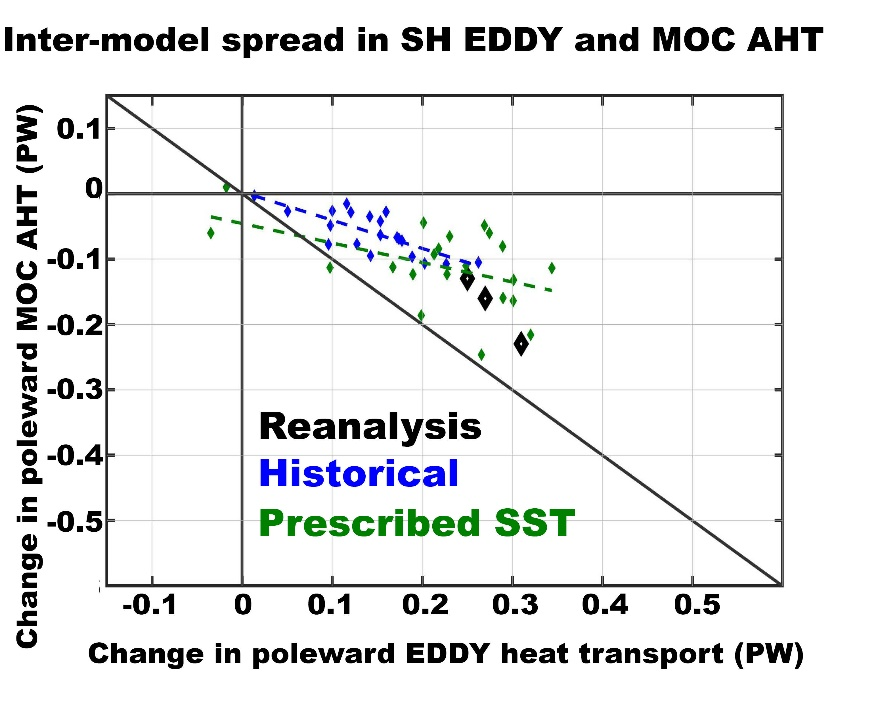 Inter-model spread in SH EDDY and MOC AHT
Change in poleward MOC AHT (PW)
0.1
0
-0.1
-0.2
-0.3
-0.4
-0.5
Reanalysis
Historical
Prescribed SST
-0.1 0 0.1 0.2 0.3 0.4 0.5
Change in poleward EDDY heat transport (PW)